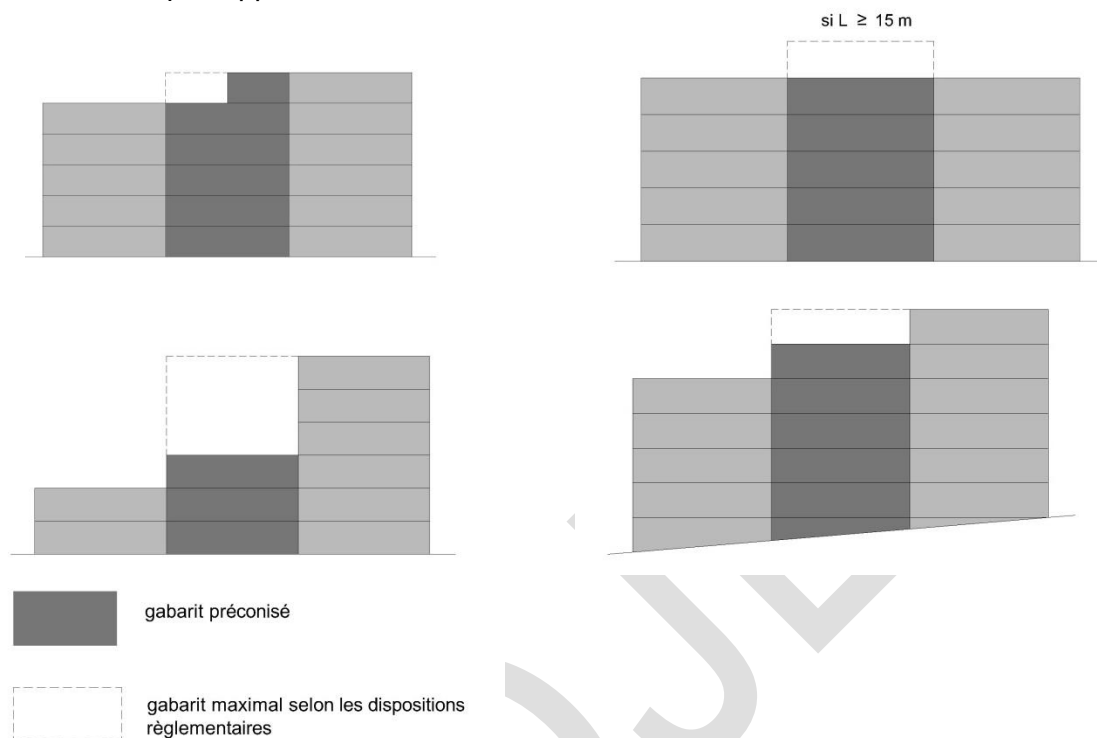 si L ≥ 15 m
gabarit préconisé
gabarit maximal selon les dispositions
règlementaires